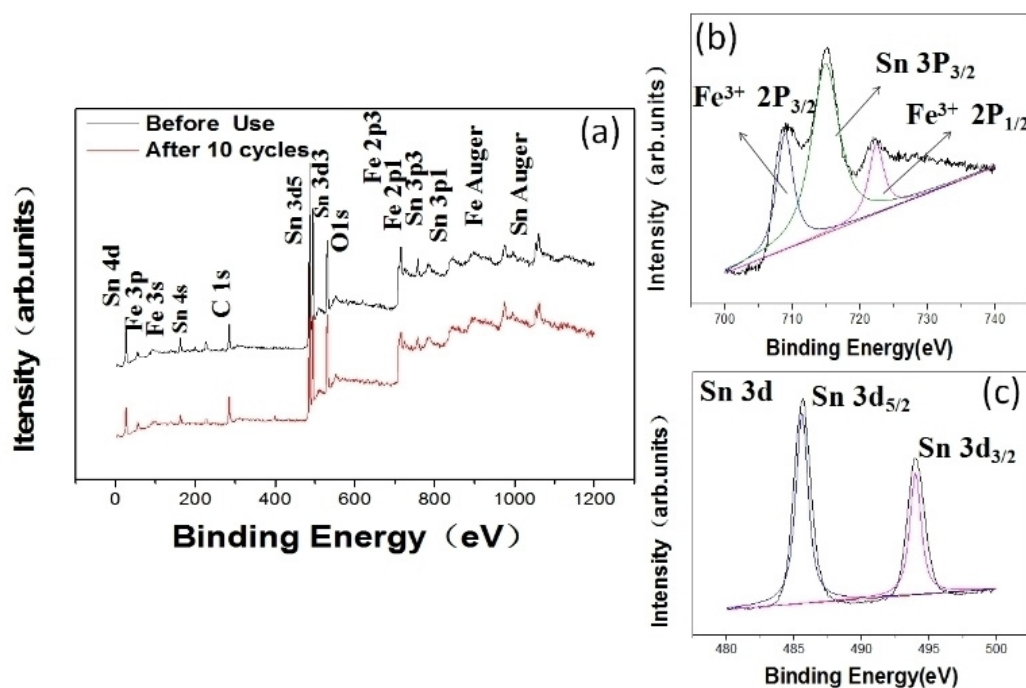 (a)
Before Use
After 10 cycles
Sn 4d
Fe 3p
Fe 3s
Sn 4s
C 1s
Sn 3d5
Sn 3d3
O1s
Fe 2p3
Fe 2p1
Sn 3p3
Sn 3p1
Fe Auger
Sn Auger
Itensity (arb.units)
0 200 400 600 800 1000 1200
Binding Energy (eV)
(b)
Fe³⁺ 2P₃/₂
Sn 3P₃/₂
Fe³⁺ 2P₁/₂
Intensity (arb.units)
700 710 720 730 740
Binding Energy(eV)
(c)
Sn 3d
Sn 3d₅/₂
Sn 3d₃/₂
Intensity (arb.units)
480 485 490 495 500
Binding Energy(eV)